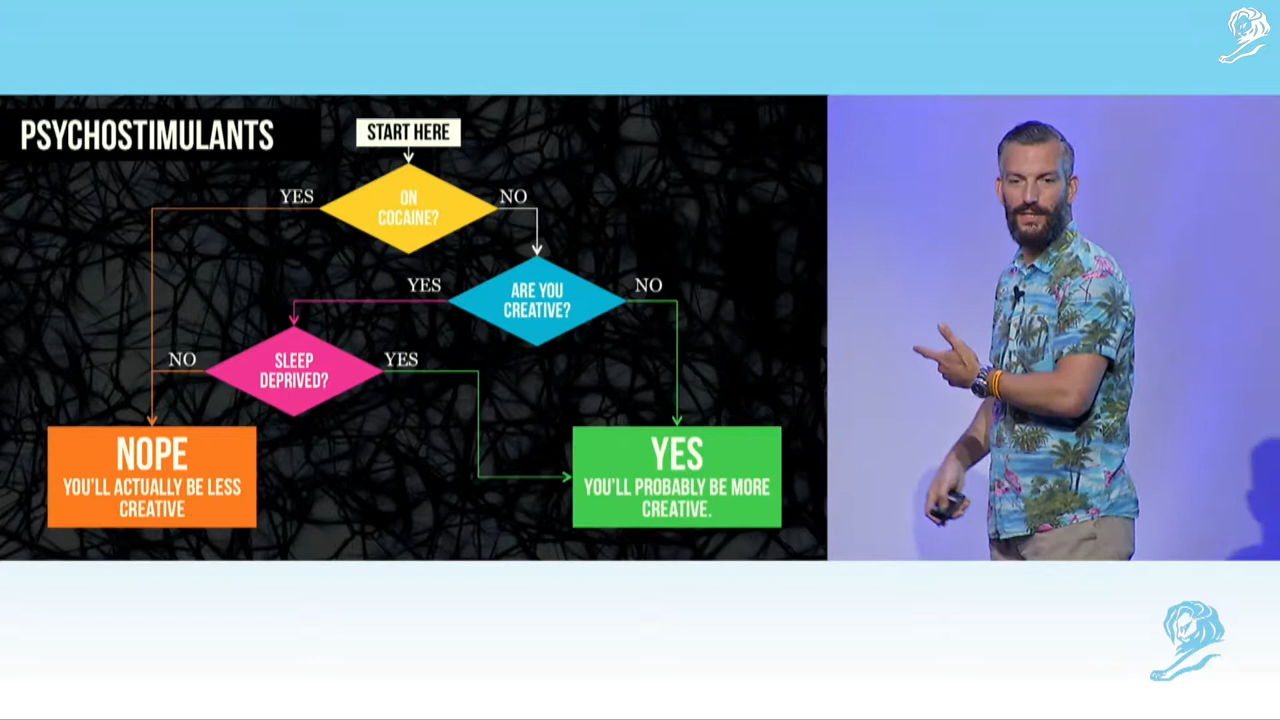 PSYCHOSTIMULANTS
START HERE
YES
ON
COCAINE?
NO
YES
ARE YOU
CREATIVE?
NO
NO
SLEEP
DEPRIVED?
YES
NOPE
YOU'LL ACTUALLY BE LESS
CREATIVE
YES
YOU'LL PROBABLY BE MORE
CREATIVE.